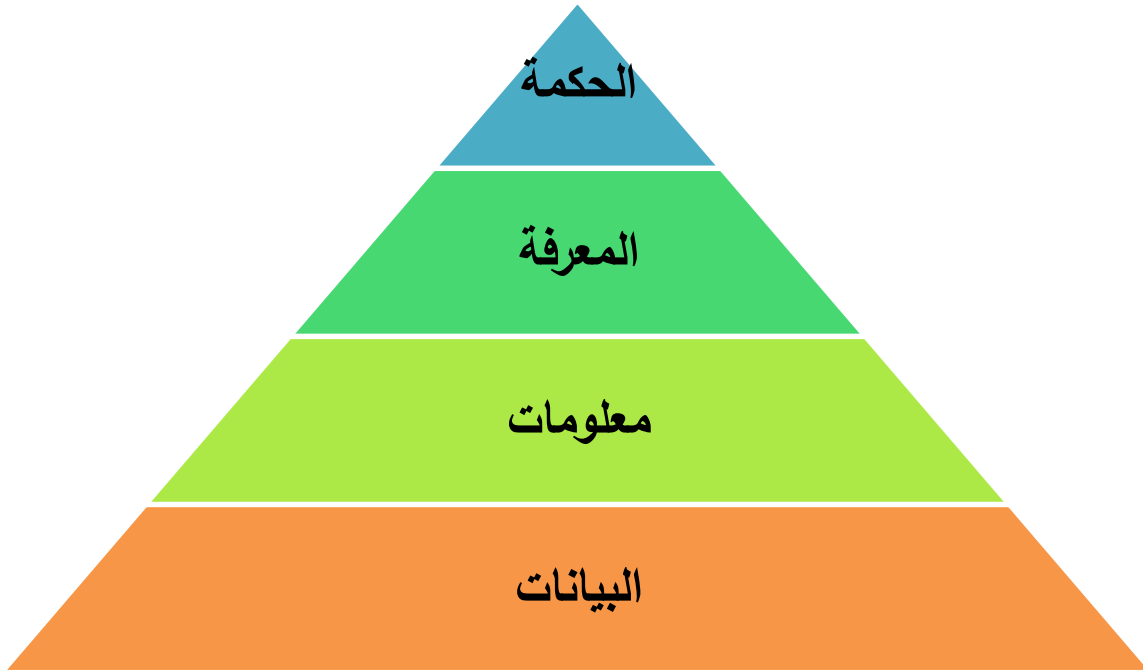 الحكمة
المعرفة
معلومات
البيانات